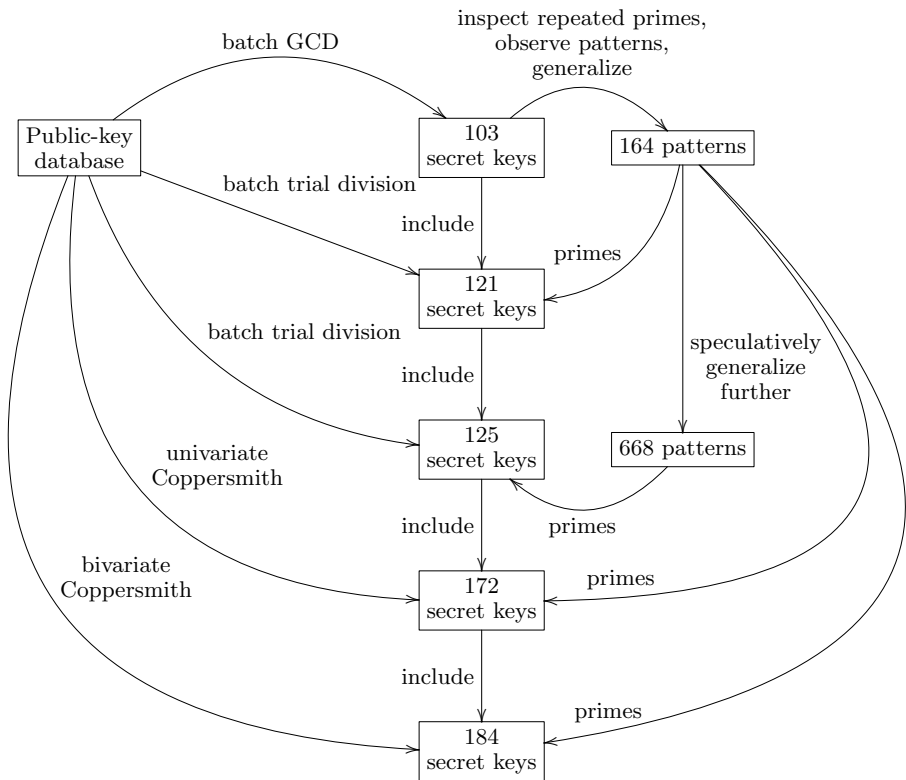 batch GCD
inspect repeated primes,
observe patterns,
generalize
Public-key
database
103
secret keys
164 patterns
batch trial division
include
primes
121
secret keys
batch trial division
include
speculatively
generalize
further
125
secret keys
668 patterns
univariate
Coppersmith
include
primes
bivariate
Coppersmith
172
secret keys
primes
include
primes
184
secret keys